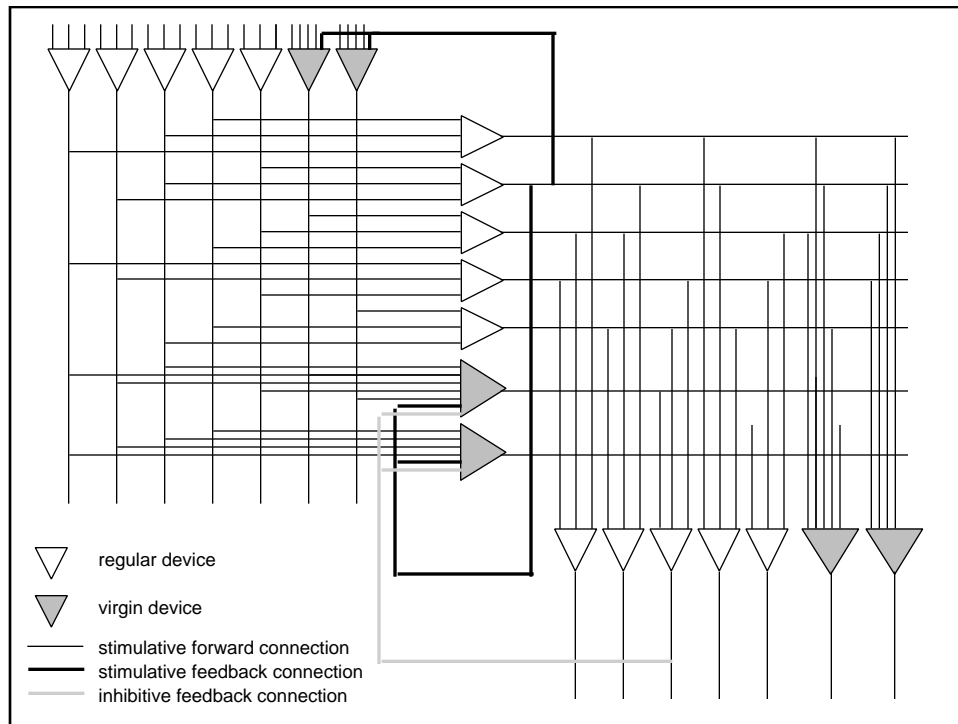 regular device
virgin device
stimulative forward connection
stimulative feedback connection
inhibitive feedback connection